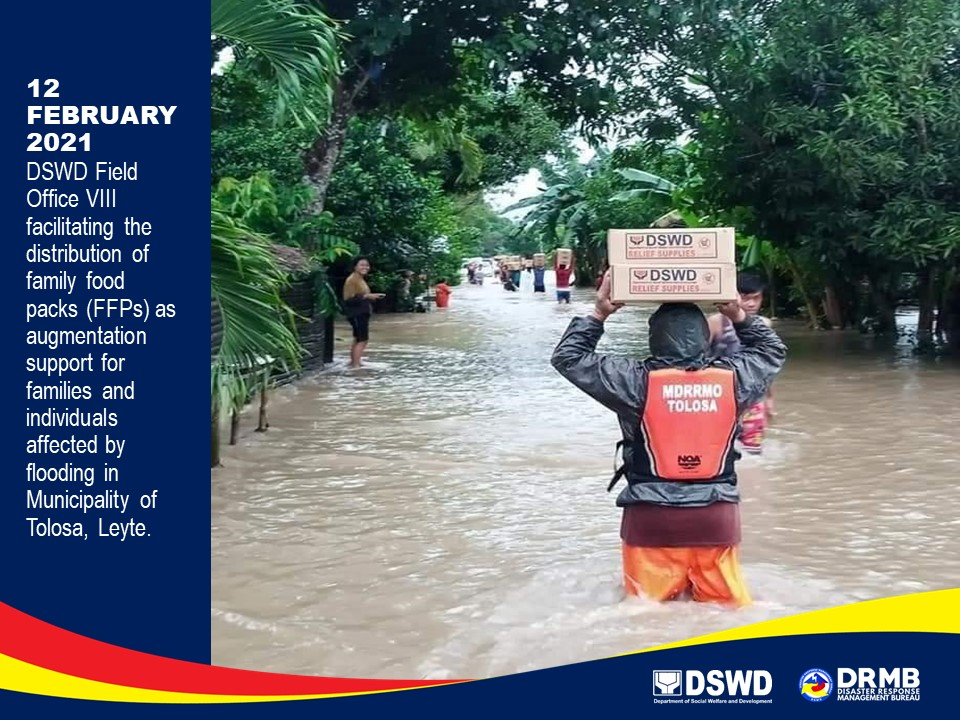 12
FEBRUARY
2021
DSWD Field
Office VIII
facilitating the
distribution of
family food
packs (FFPs) as
augmentation
support for
families and
individuals
affected by
flooding in
Municipality of
Tolosa, Leyte.
DSWD
RELIEF SUPPLIES
DSWD
RELIEF SUPPLIES
MDRRMO
TOLOSA
NOA
DSWD
Department of Social Welfare and Development
DRMB
DISASTER RESPONSE
MANAGEMENT BUREAU